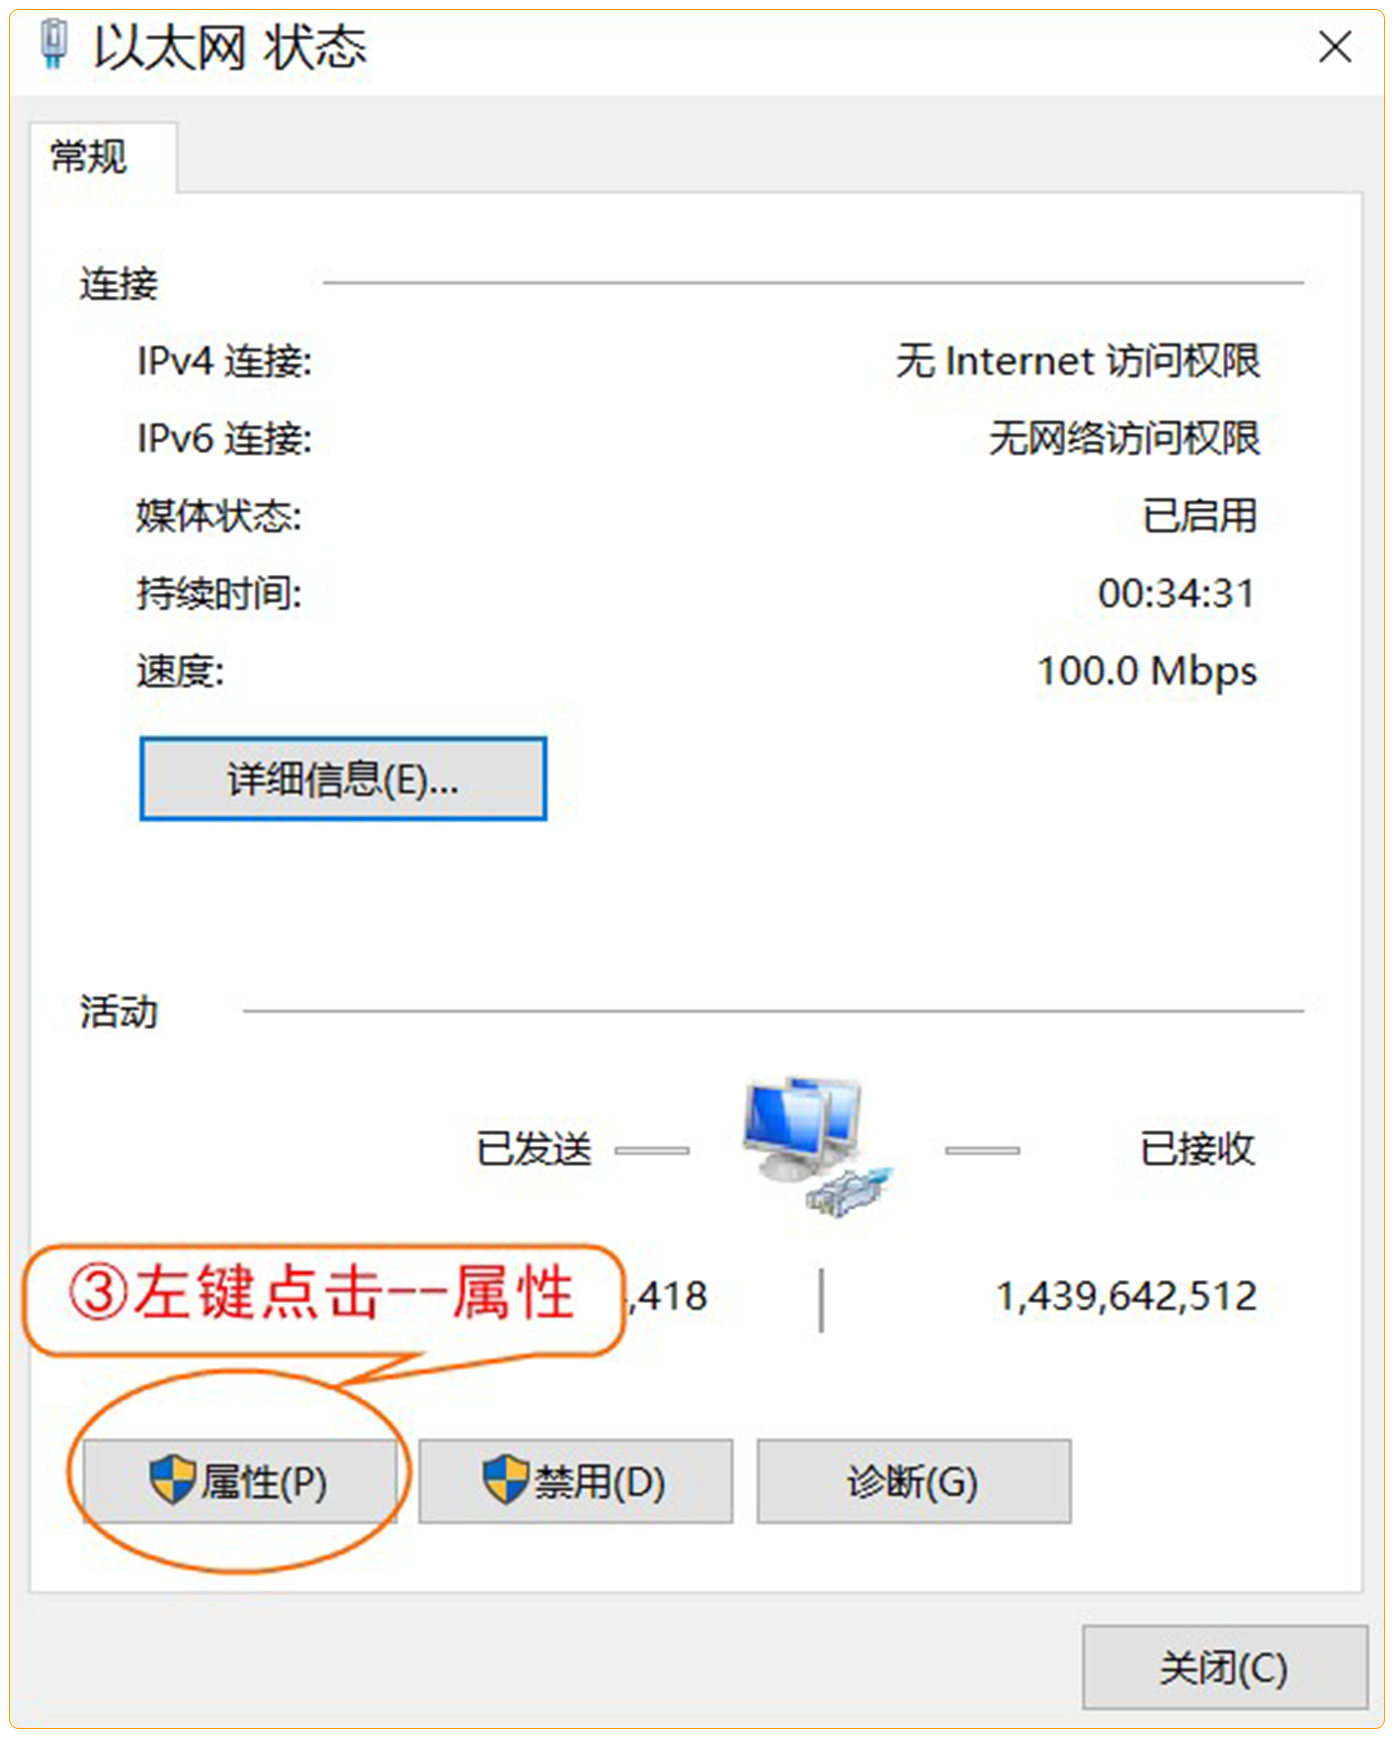 以太网 状态
常规
连接
IPv4 连接: 无 Internet 访问权限
IPv6 连接: 无网络访问权限
媒体状态: 已启用
持续时间: 00:34:31
速度: 100.0 Mbps
详细信息(E)...
活动
已发送 已接收
③左键点击--属性
,418 1,439,642,512
属性(P) 禁用(D) 诊断(G)
关闭(C)